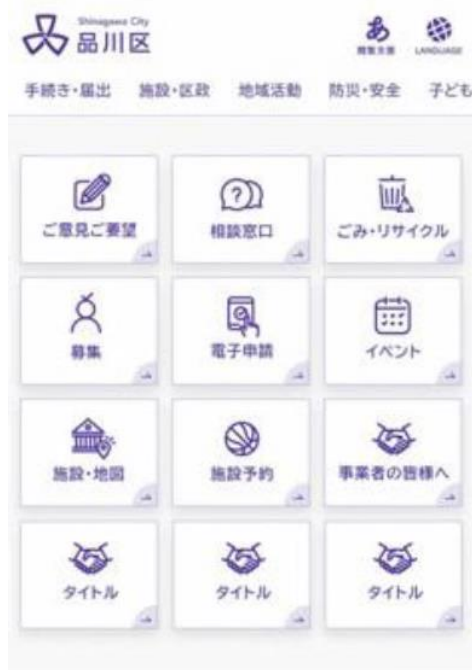 Shinagawa City
品川区
あ
閲覧支援
LANGUAGE
手続き・届出 施設・区政 地域活動 防災・安全 子ども
ご意見ご要望 相談窓口 ごみ・リサイクル
募集 電子申請 イベント
施設・地図 施設予約 事業者の皆様へ
タイトル タイトル タイトル